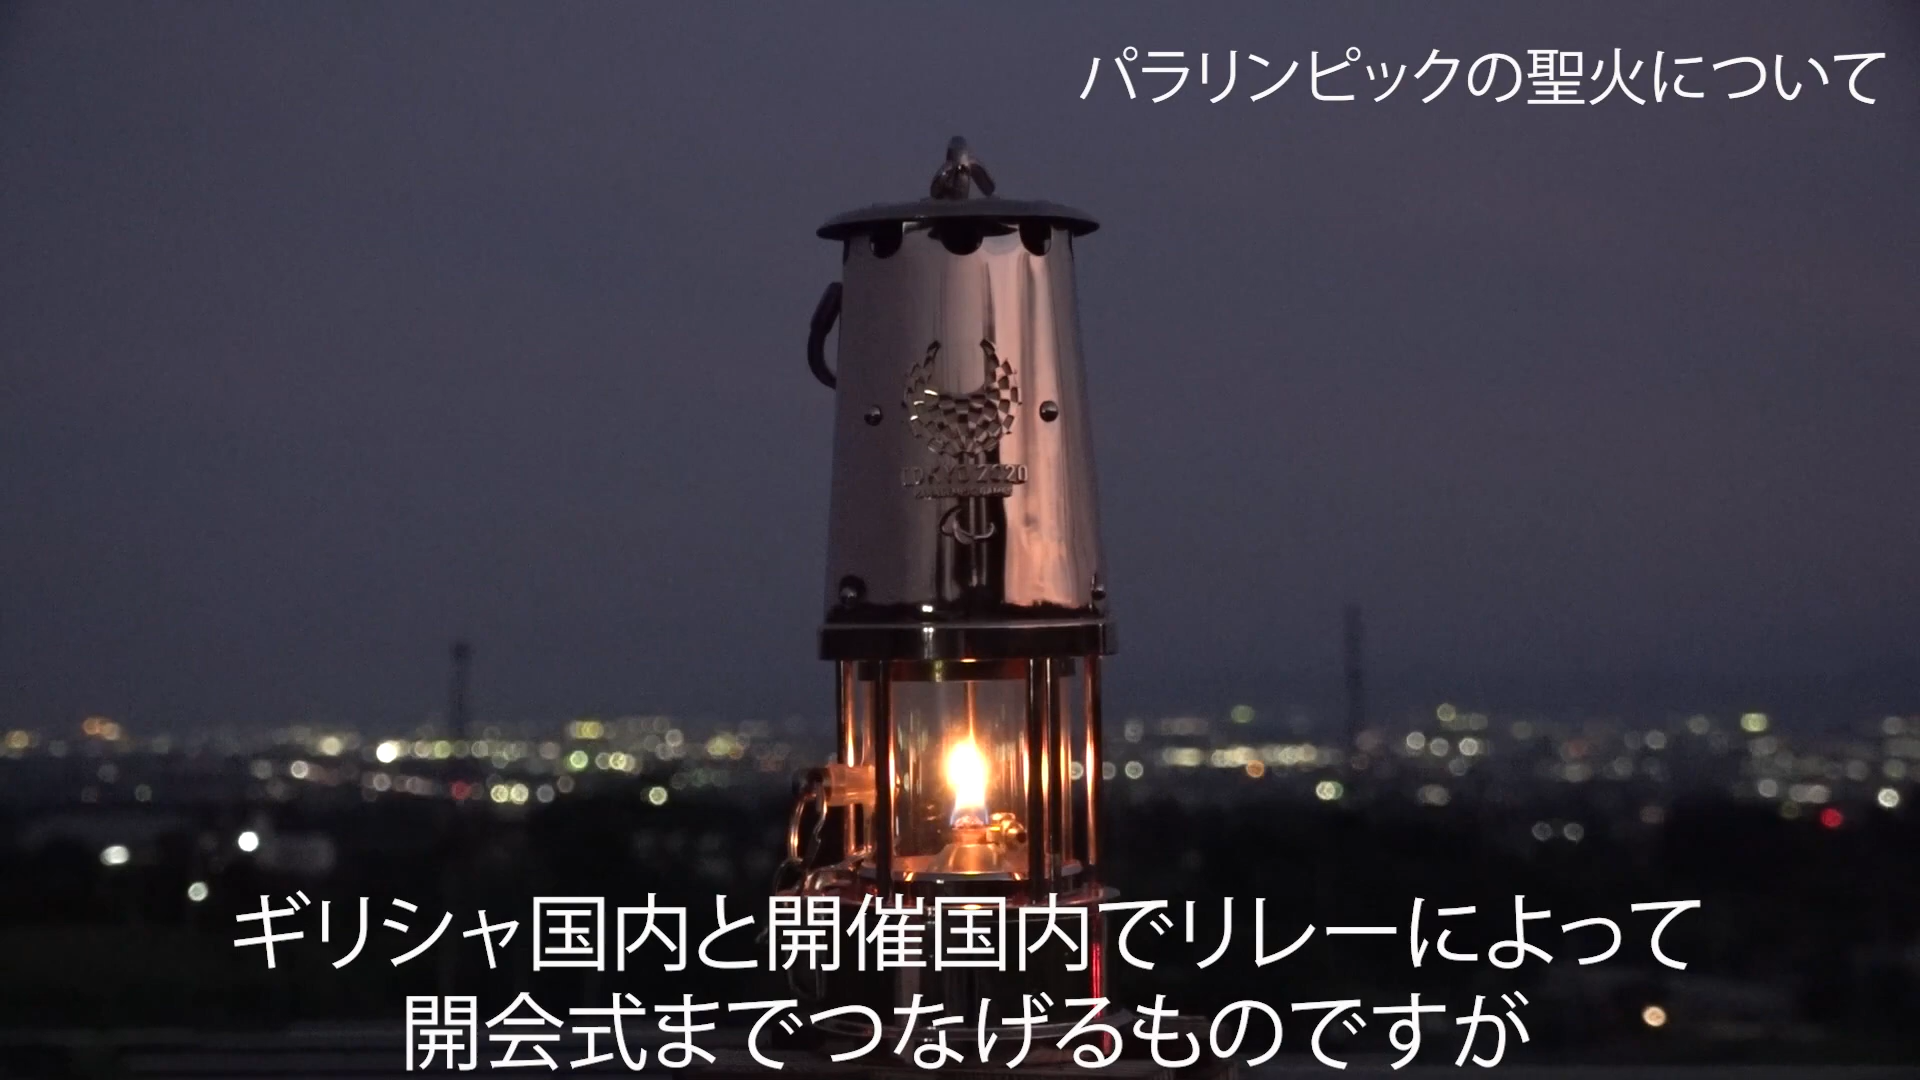 パラリンピックの聖火について
TOKYO 2020
ギリシャ国内と開催国内でリレーによって
開会式までつなげるものですが